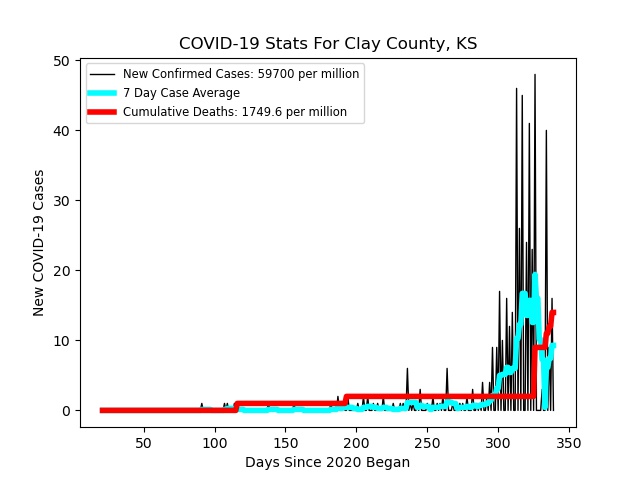 COVID-19 Stats For Clay County, KS
New Confirmed Cases: 59700 per million
7 Day Case Average
Cumulative Deaths: 1749.6 per million
50
40
30
20
10
0
New COVID-19 Cases
50 100 150 200 250 300 350
Days Since 2020 Began